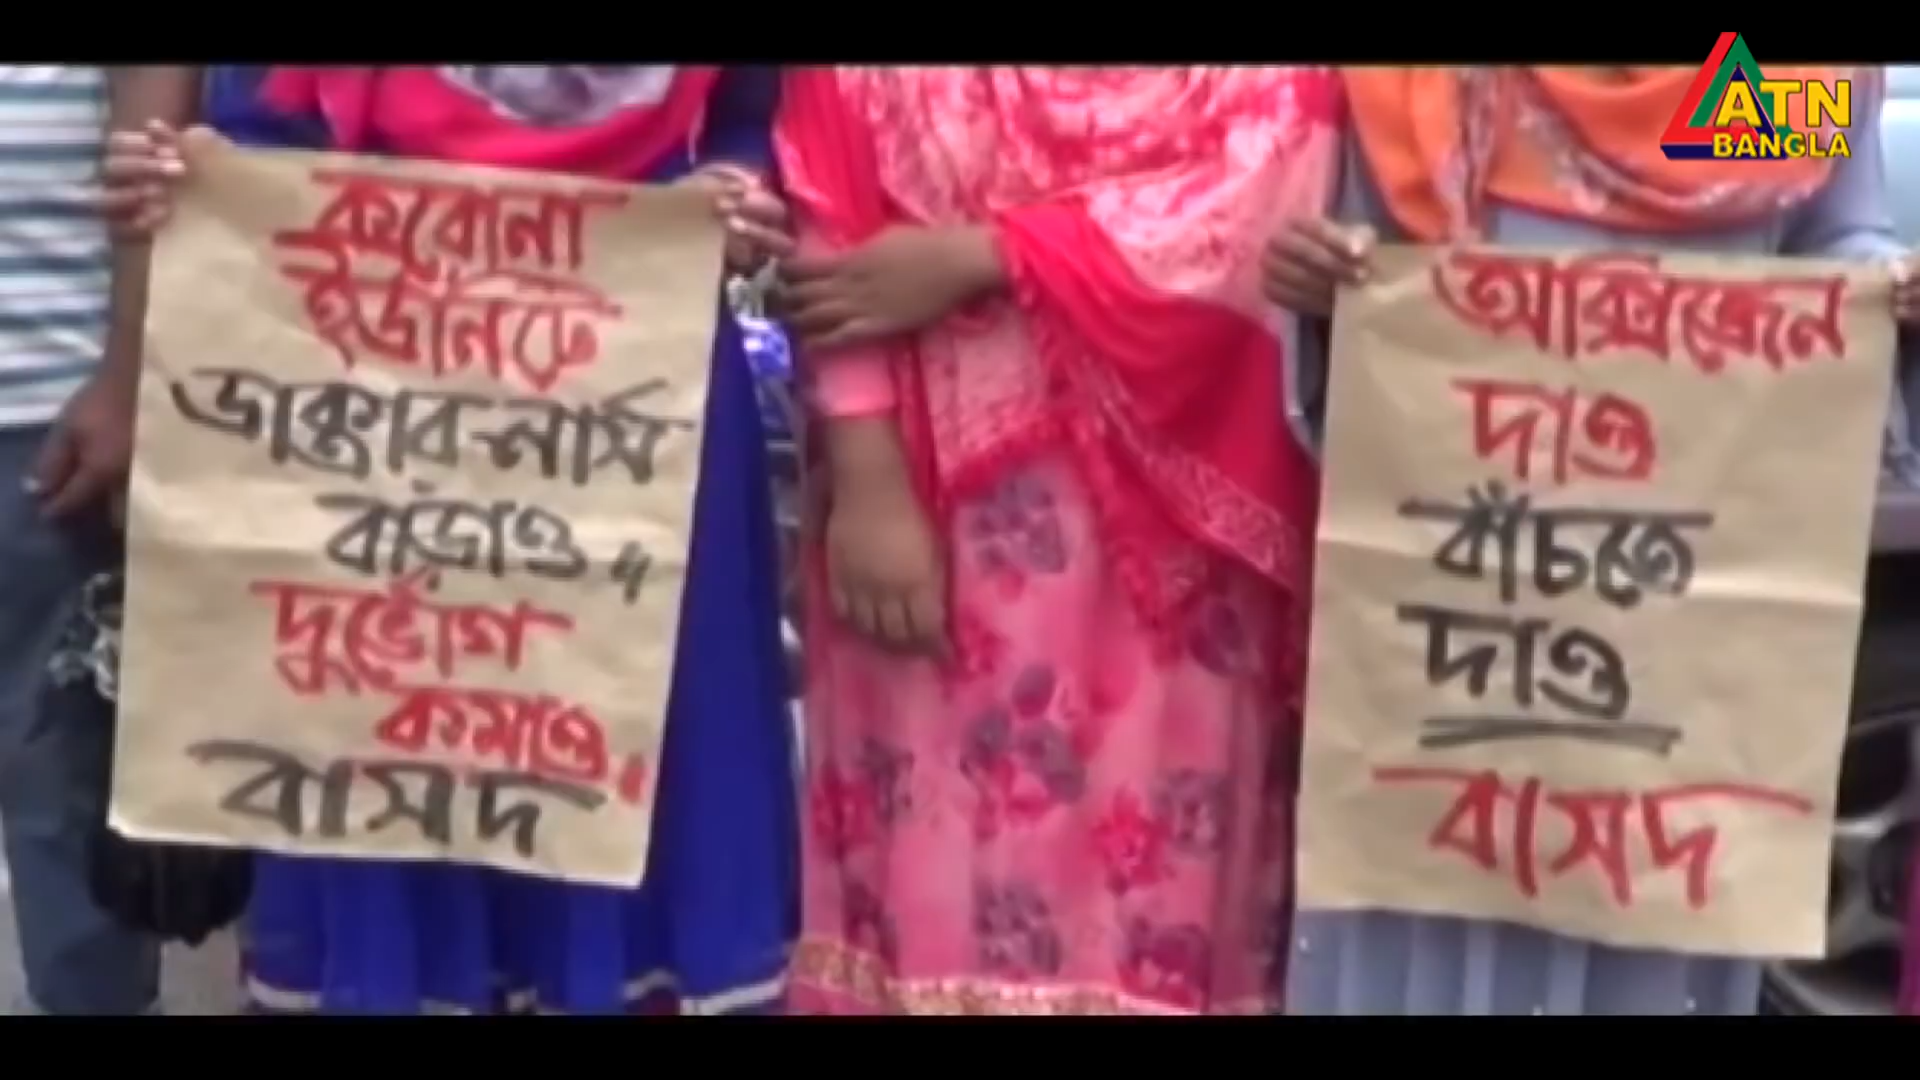 করোনা
ইউনিটে
ডাক্তার-নার্স
বাড়াও,
দুর্ভোগ
কমাও।
বাসদ
অক্সিজেন
দাও
বাঁচতে
দাও
বাসদ
ATN
BANGLA